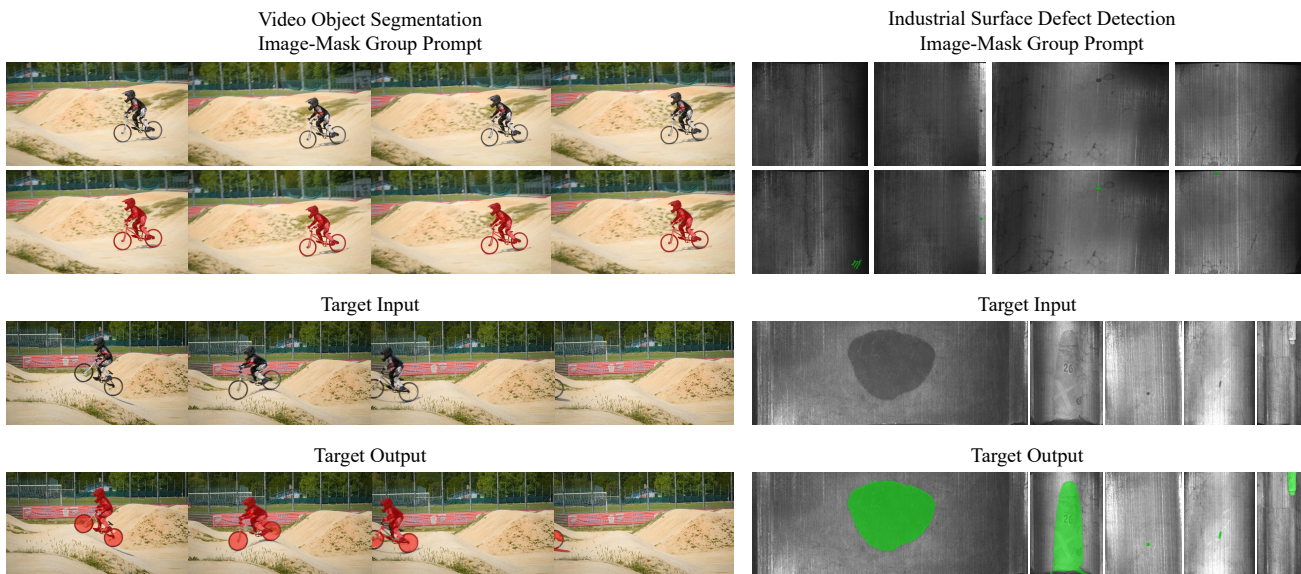 Video Object Segmentation
Image-Mask Group Prompt
Industrial Surface Defect Detection
Image-Mask Group Prompt
Target Input
Target Input
26
Target Output
Target Output